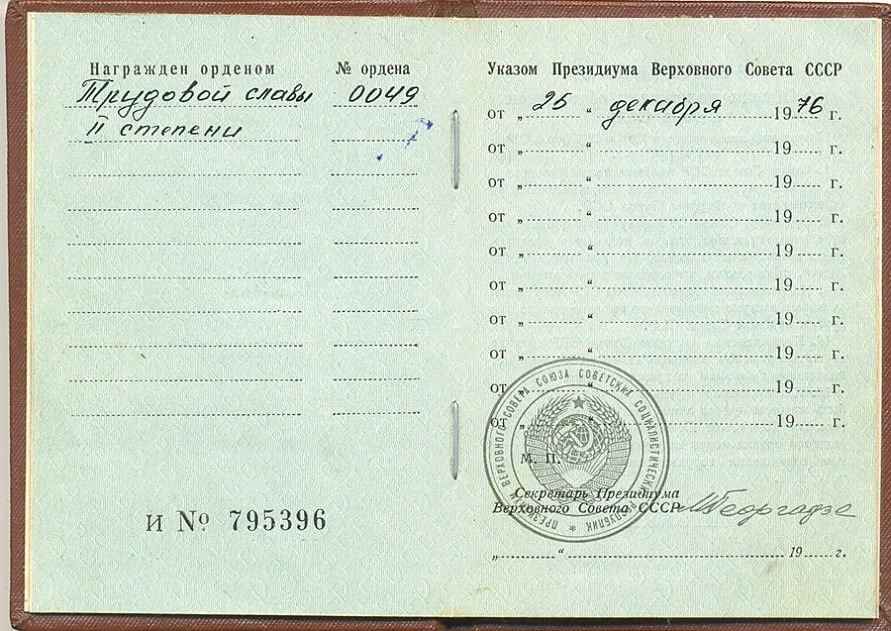 Награжден орденом
№ ордена
Трудовой славы 0049
II степени
И № 795396
Указом Президиума Верховного Совета СССР
от „ 25 “ декабря 1976 г.
от „ “ 19 г.
от „ “ 19 г.
от „ “ 19 г.
от „ “ 19 г.
от „ “ 19 г.
от „ “ 19 г.
от „ “ 19 г.
от „ “ 19 г.
от „ “ 19 г.
ПРЕЗИДИУМ ВЕРХОВНОГО СОВЕТА СОЮЗА СОВЕТСКИХ СОЦИАЛИСТИЧЕСКИХ РЕСПУБЛИК
М. П.
Секретарь Президиума
Верховного Совета СССР МГеоргадзе
„ “ 19 г.